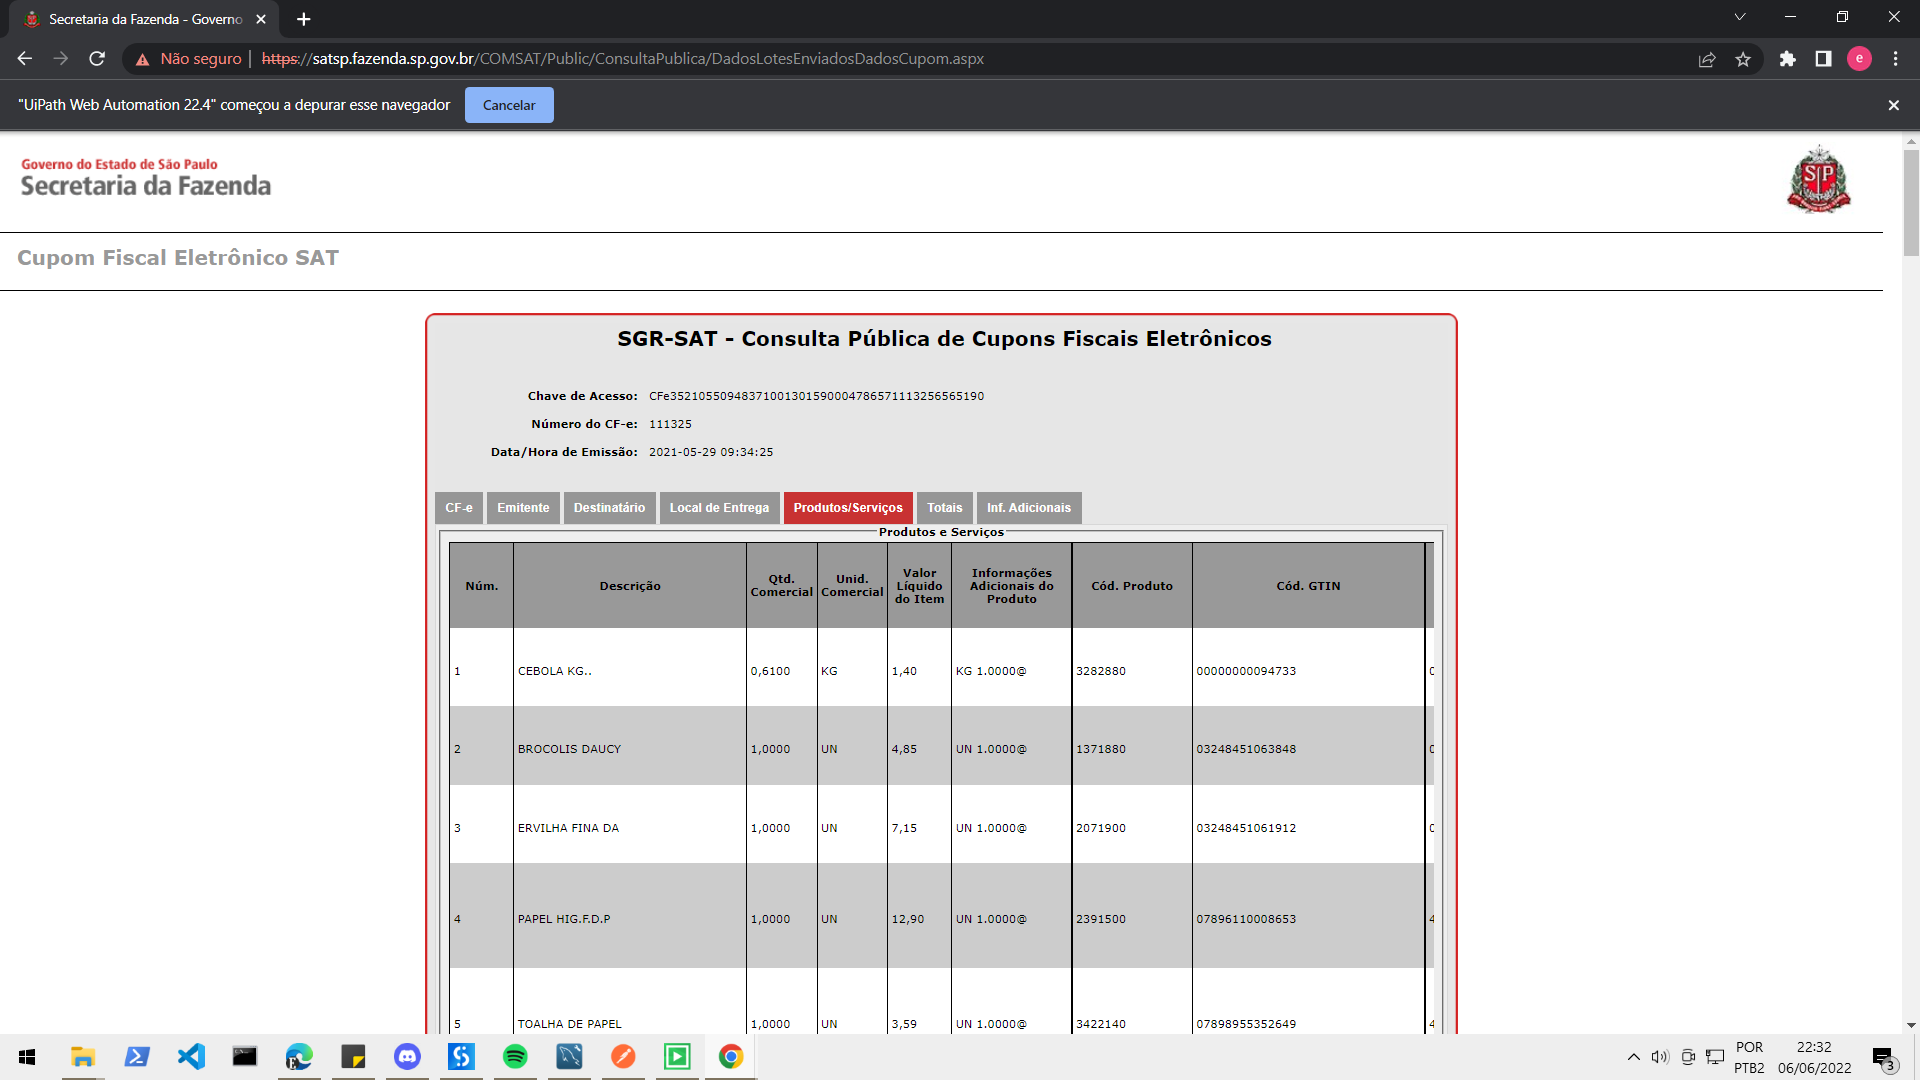 Secretaria da Fazenda - Governo
Não seguro | https://satsp.fazenda.sp.gov.br/COMSAT/Public/ConsultaPublica/DadosLotesEnviadosDadosCupom.aspx
e
"UiPath Web Automation 22.4" começou a depurar esse navegador Cancelar
Governo do Estado de São Paulo
Secretaria da Fazenda
SP
Cupom Fiscal Eletrônico SAT
SGR-SAT - Consulta Pública de Cupons Fiscais Eletrônicos
Chave de Acesso: CFe35210550948371001301590004786571113256565190
Número do CF-e: 111325
Data/Hora de Emissão: 2021-05-29 09:34:25
CF-e Emitente Destinatário Local de Entrega Produtos/Serviços Totais Inf. Adicionais
Produtos e Serviços
Núm. Descrição Qtd. Comercial Unid. Comercial Valor Líquido do Item Informações Adicionais do Produto Cód. Produto Cód. GTIN
1 CEBOLA KG.. 0,6100 KG 1,40 KG 1.0000@ 3282880 00000000094733
2 BROCOLIS DAUCY 1,0000 UN 4,85 UN 1.0000@ 1371880 03248451063848
3 ERVILHA FINA DA 1,0000 UN 7,15 UN 1.0000@ 2071900 03248451061912
4 PAPEL HIG.F.D.P 1,0000 UN 12,90 UN 1.0000@ 2391500 07896110008653 4
5 TOALHA DE PAPEL 1,0000 UN 3,59 UN 1.0000@ 3422140 07898955352649 4
POR 22:32
PTB2 06/06/2022 3